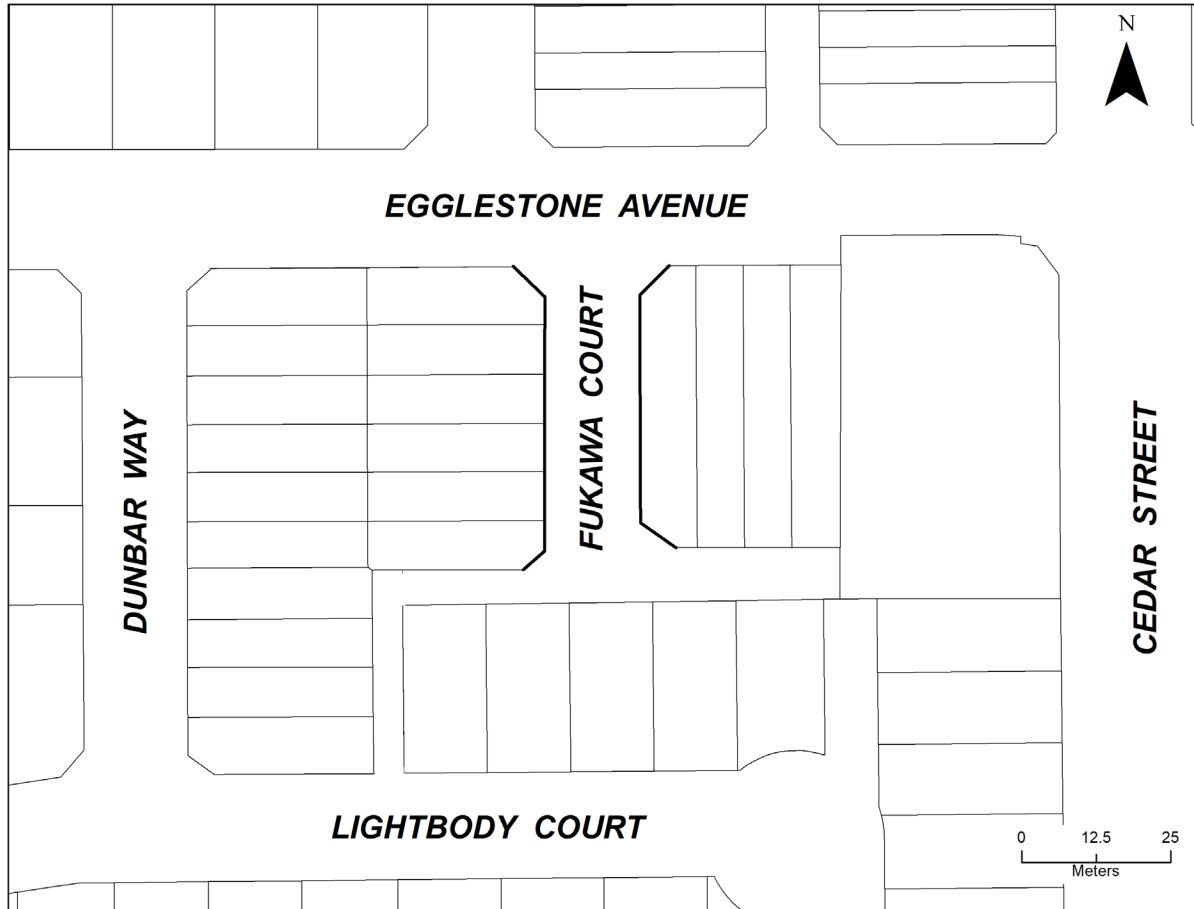 N
EGGLESTONE AVENUE
FUKAWA COURT
DUNBAR WAY
CEDAR STREET
LIGHTBODY COURT
0 12.5 25
Meters